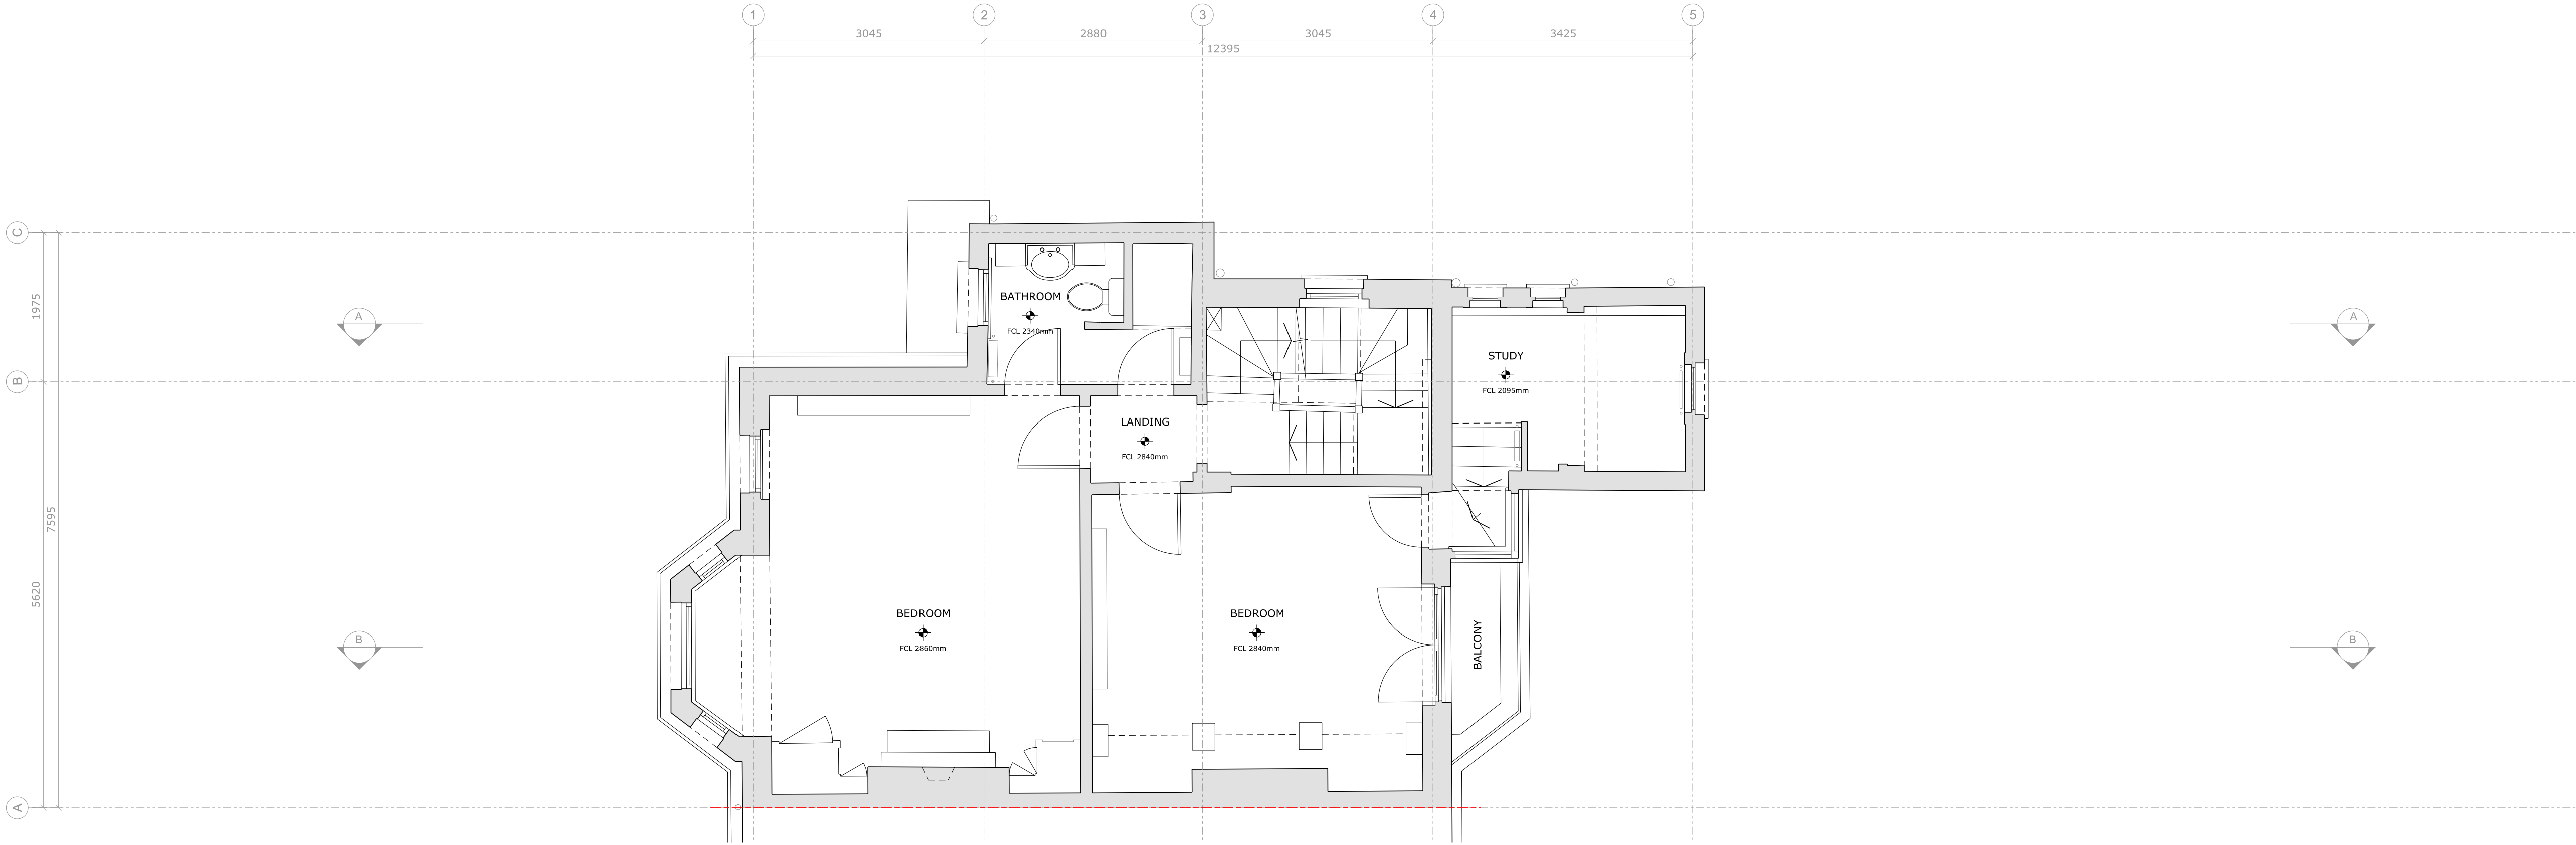 1
2
3
4
5
3045
2880
3045
3425
12395
C
B
A
1975
7595
5620
A
A
B
B
BATHROOM
FCL 2340mm
STUDY
FCL 2095mm
LANDING
FCL 2840mm
BEDROOM
FCL 2860mm
BEDROOM
FCL 2840mm
BALCONY